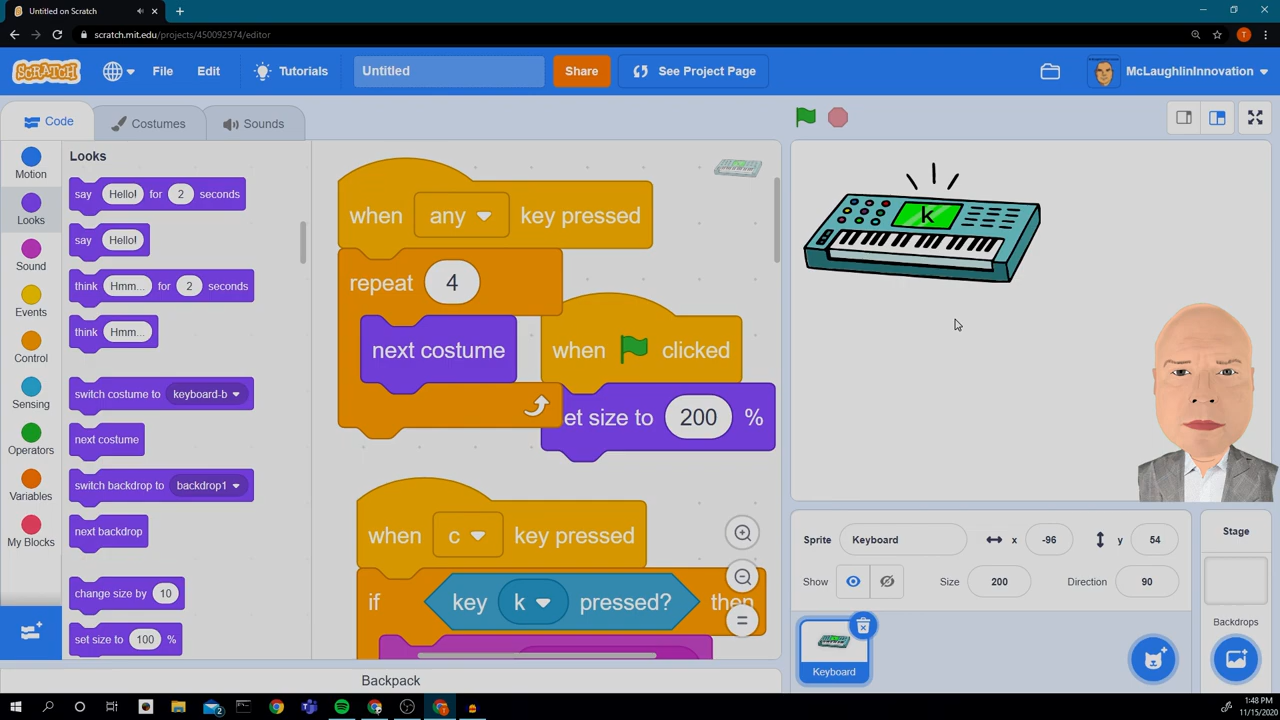 Untitled on Scratch
scratch.mit.edu/projects/450092974/editor
T
SCRATCH
File
Edit
Tutorials
Untitled
Share
See Project Page
McLaughlinInnovation
Code
Costumes
Sounds
Motion
Looks
Sound
Events
Control
Sensing
Operators
Variables
My Blocks
Looks
say Hello! for 2 seconds
say Hello!
think Hmm... for 2 seconds
think Hmm...
switch costume to keyboard-b
next costume
switch backdrop to backdrop1
next backdrop
change size by 10
set size to 100 %
when any key pressed
repeat 4
next costume
when clicked
et size to 200 %
when c key pressed
if key k pressed? then
k
Sprite Keyboard x -96 y 54
Show Size 200 Direction 90
Keyboard
Stage
Backdrops
Backpack
1:48 PM
11/15/2020